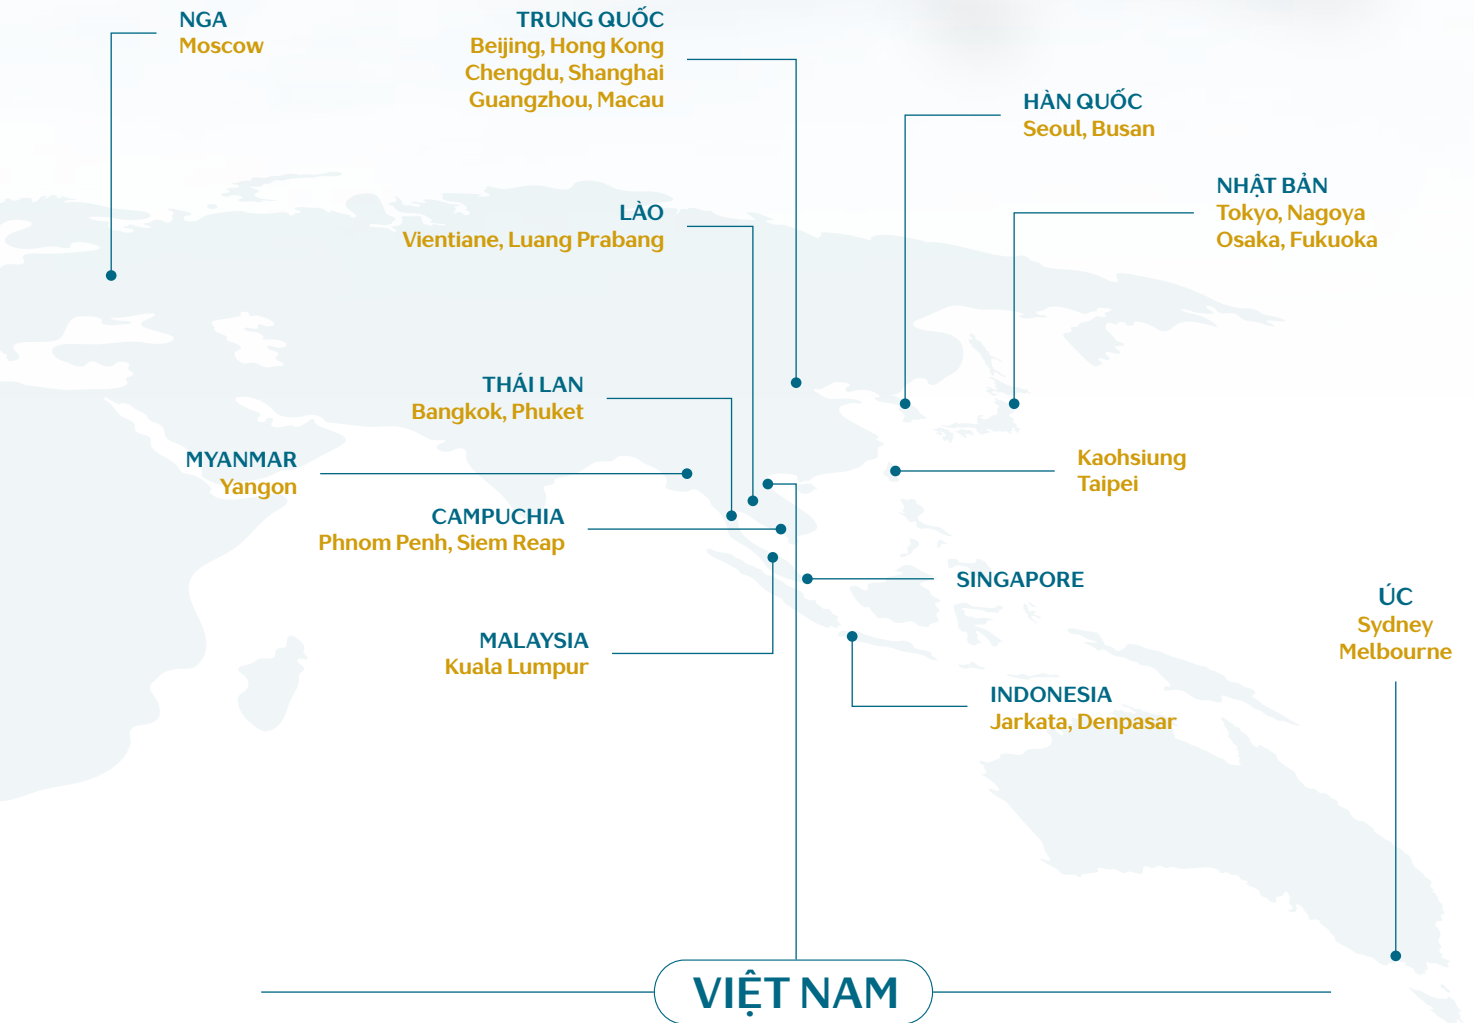 NGA
Moscow
TRUNG QUỐC
Beijing, Hong Kong
Chengdu, Shanghai
Guangzhou, Macau
HÀN QUỐC
Seoul, Busan
NHẬT BẢN
Tokyo, Nagoya
Osaka, Fukuoka
LÀO
Vientiane, Luang Prabang
THÁI LAN
Bangkok, Phuket
MYANMAR
Yangon
Kaohsiung
Taipei
CAMPUCHIA
Phnom Penh, Siem Reap
SINGAPORE
ÚC
Sydney
Melbourne
MALAYSIA
Kuala Lumpur
INDONESIA
Jarkata, Denpasar
VIỆT NAM